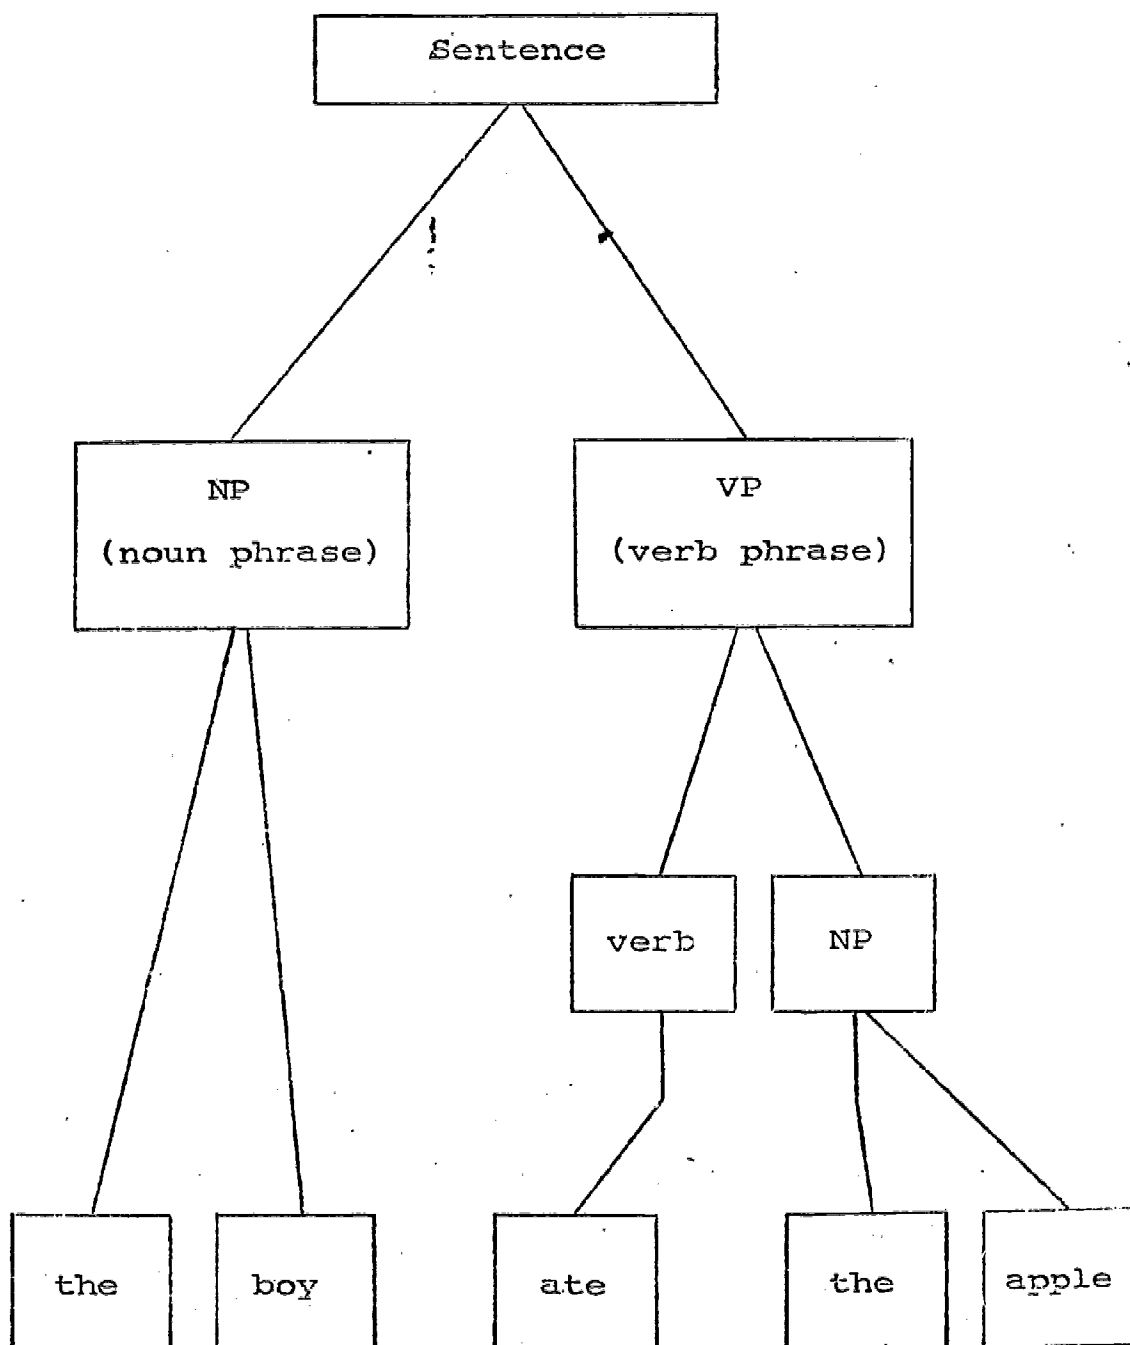 Sentence
NP
(noun phrase)
VP
(verb phrase)
verb
NP
the
boy
ate
the
apple